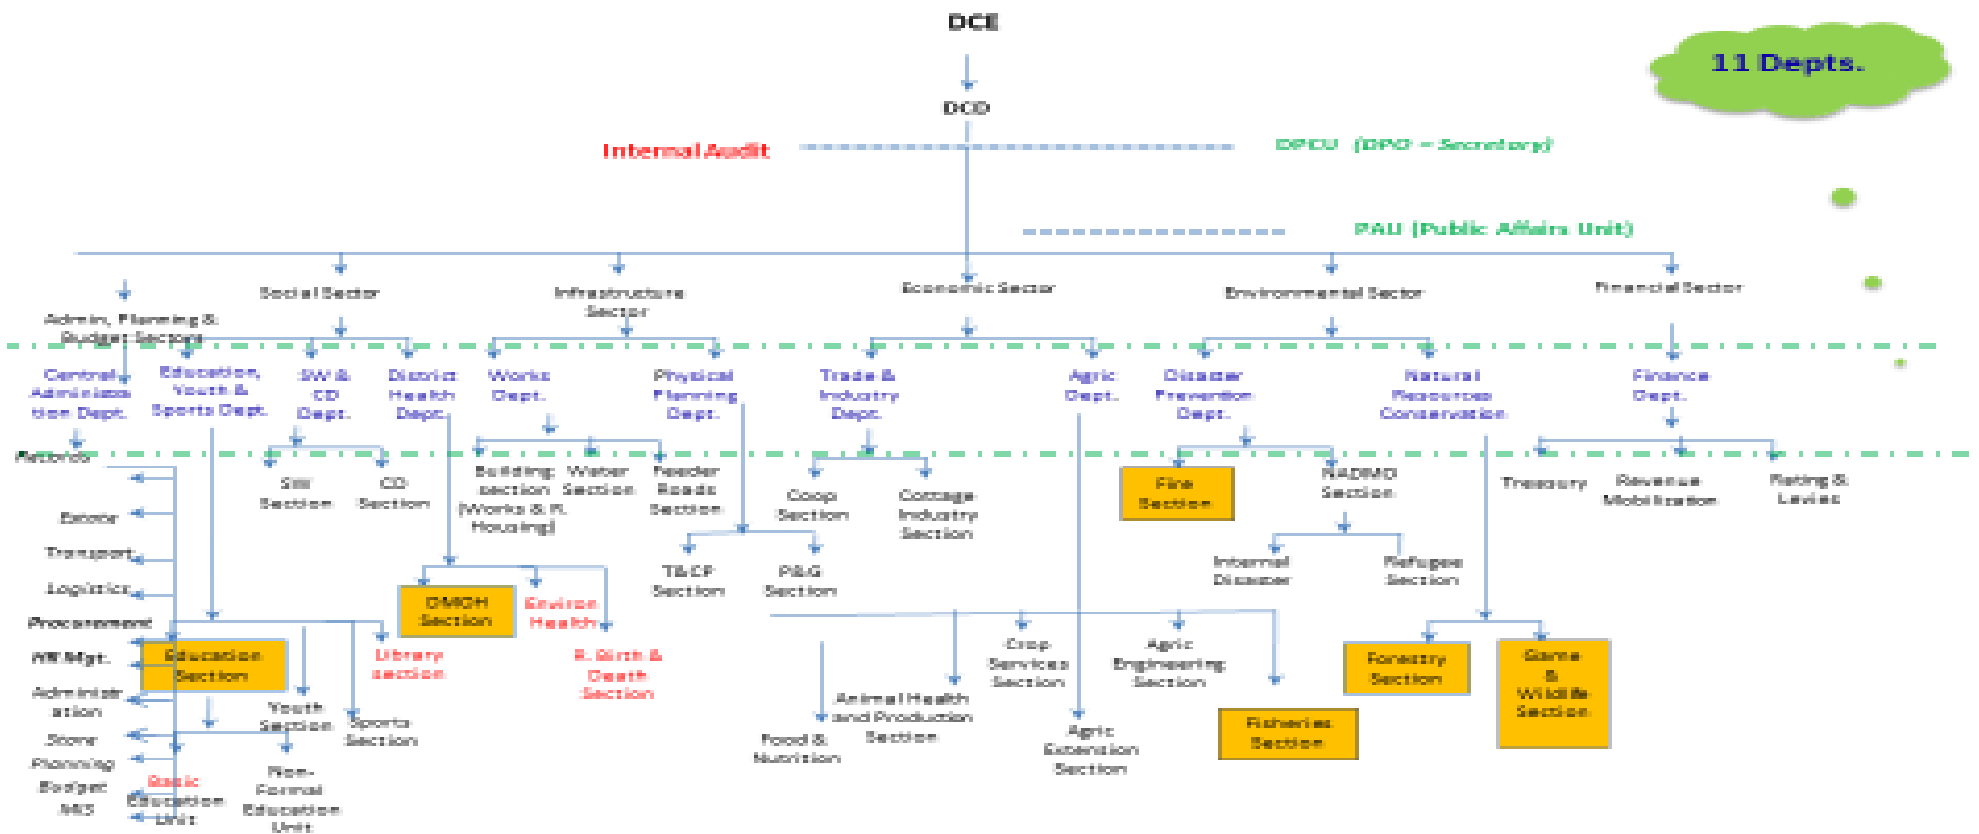 DCE
11 Depts.
DCD
Internal Audit
DPCU (DPO = Secretary)
PAU (Public Affairs Unit)
Admin, Planning &
Budget Sectors
Social Sector
Infrastructure
Sector
Economic Sector
Environmental Sector
Financial Sector
Central
Administra
tion Dept.
Education,
Youth &
Sports Dept.
SW &
CD
Dept.
District
Health
Dept.
Works
Dept.
Physical
Planning
Dept.
Trade &
Industry
Dept.
Agric
Dept.
Disaster
Prevention
Dept.
Natural
Resources
Conservation
Finance
Dept.
Records
Estate
Transport
Logistics
Procurement
HR Mgt.
Administr
ation
Store
Planning
Budget
MIS
SW
Section
CD
Section
Building
section
(Works & R.
Housing)
Water
Section
Feeder
Roads
Section
Coop
Section
Cottage
Industry
Section
Fire
Section
NADMO
Section
Treasury
Revenue
Mobilization
Rating &
Levies
Internal
Disaster
Refugee
Section
T&CP
Section
P&G
Section
DMOH
Section
Environ
Health
R. Birth &
Death
Section
Education
Section
Library
section
Youth
Section
Sports
Section
Basic
Education
Unit
Non-
Formal
Education
Unit
Food &
Nutrition
Animal Health
and Production
Section
Crop
Services
Section
Agric
Extension
Section
Agric
Engineering
Section
Fisheries
Section
Forestry
Section
Game
&
Wildlife
Section